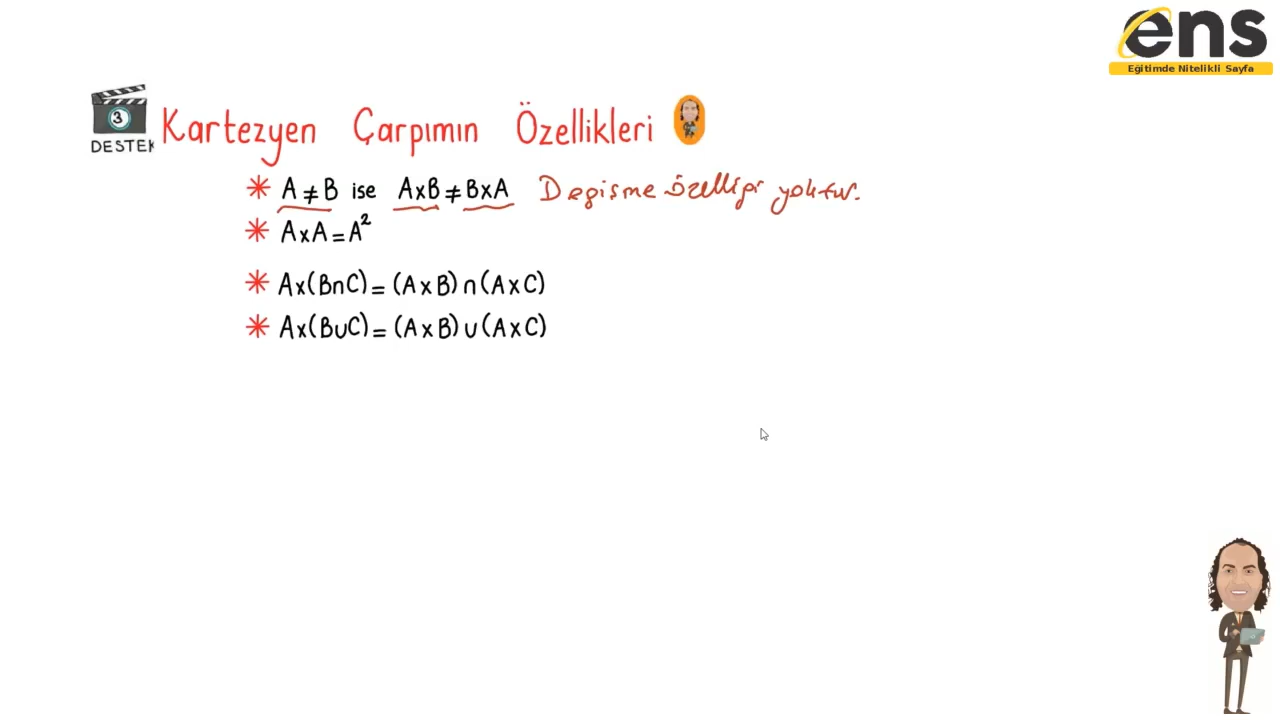 ens
Eğitimde Nitelikli Sayfa
3
DESTEK
Kartezyen Çarpımın Özellikleri
* A≠B ise AxB≠BxA Değişme özelliği yoktur.
* AxA=A²
* Ax(B∩C)=(AxB)∩(AxC)
* Ax(B∪C)=(AxB)∪(AxC)